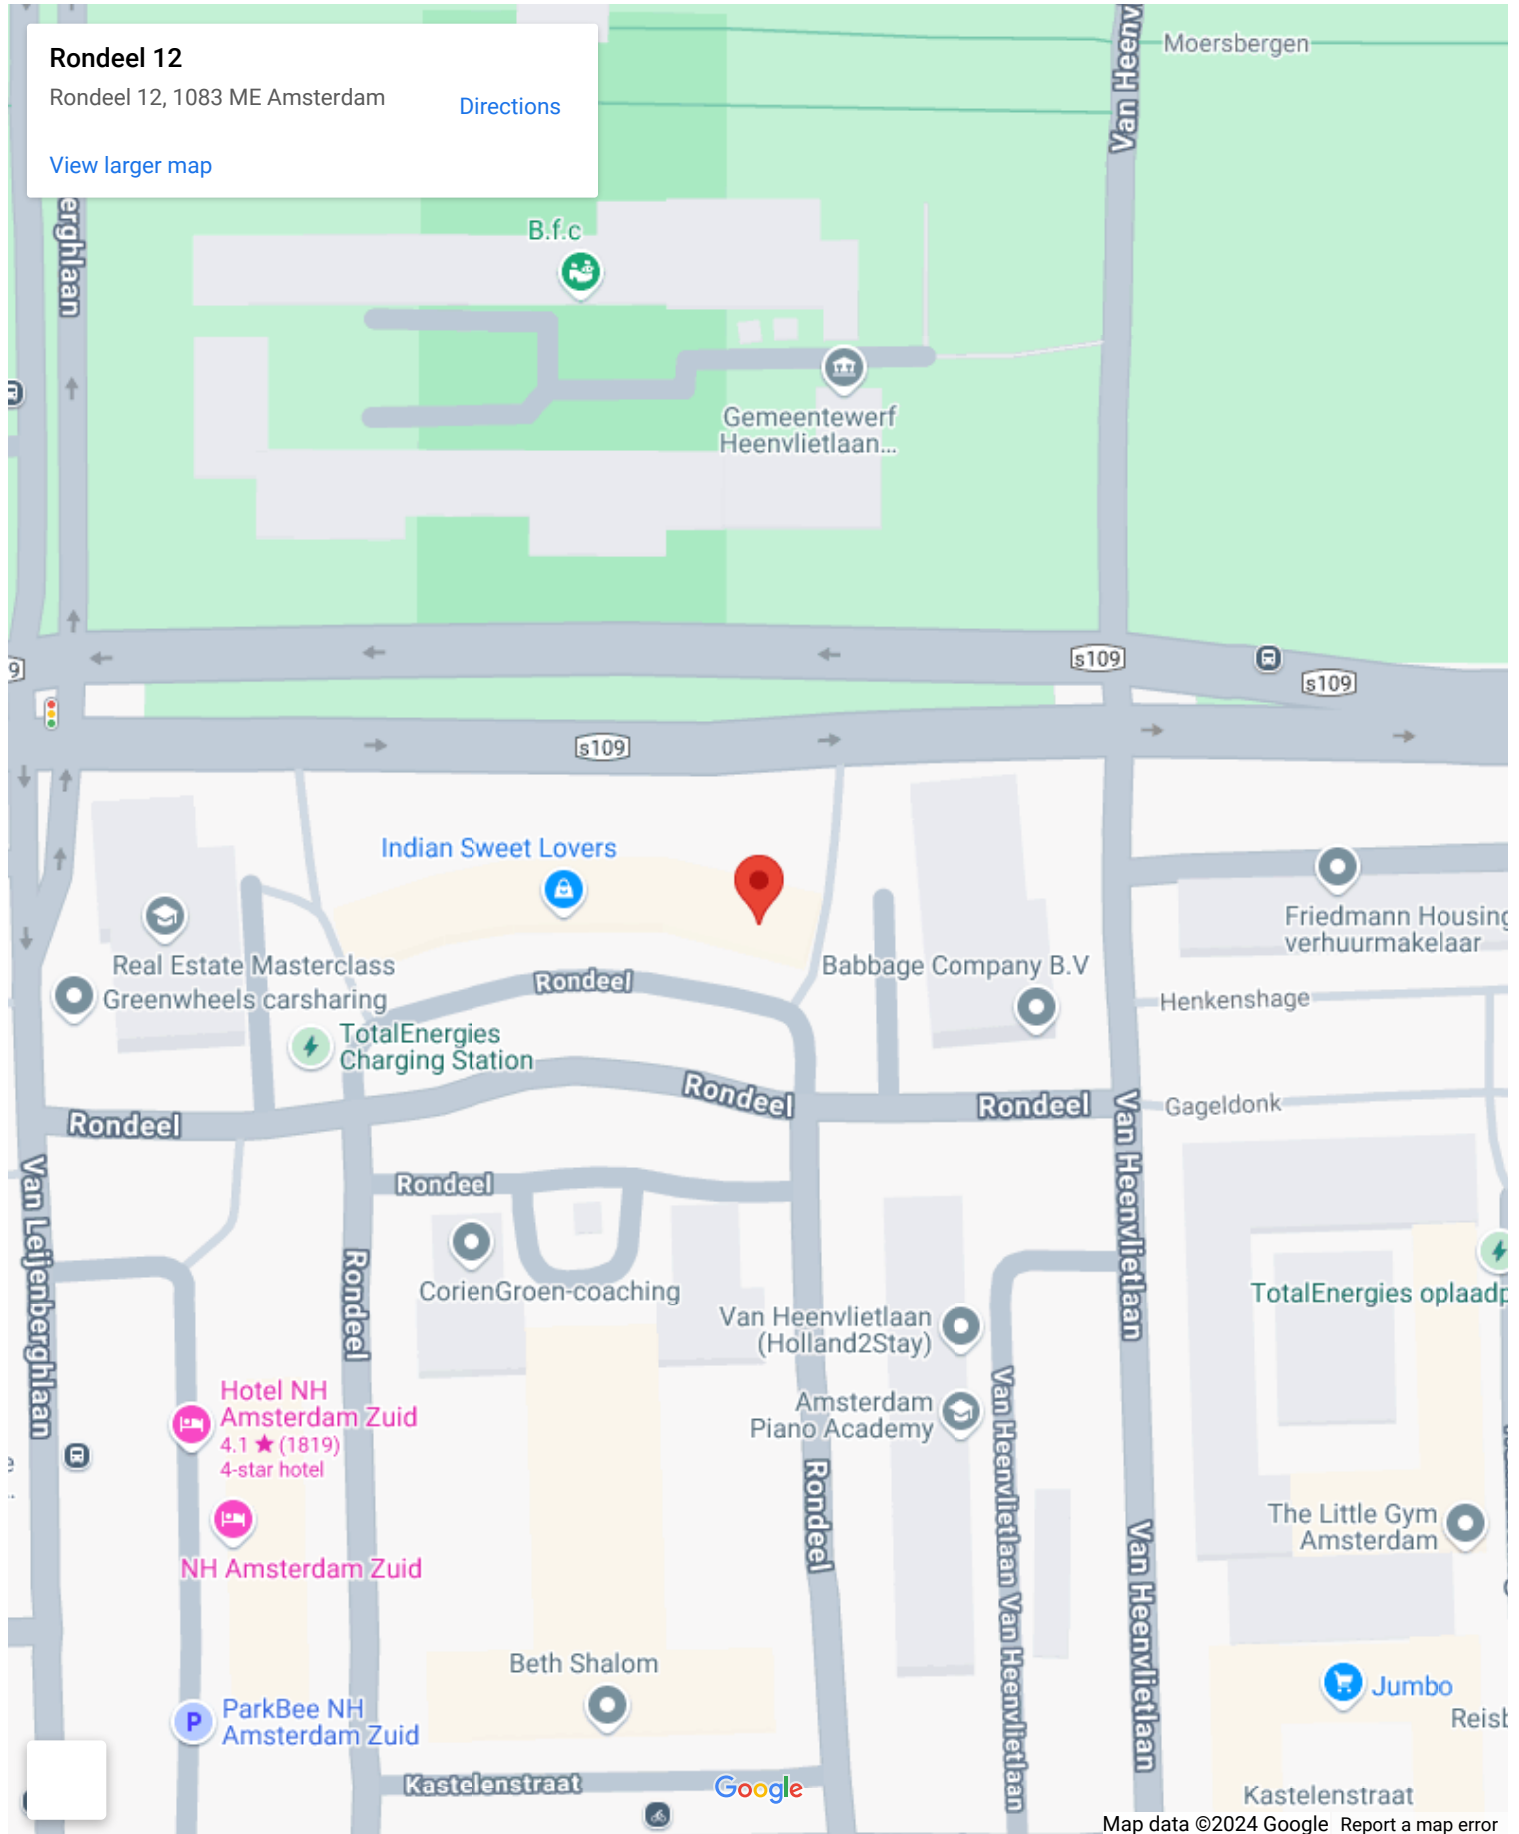 Rondeel 12
Rondeel 12, 1083 ME Amsterdam
Directions
View larger map
Van Heenv
Moersbergen
erghlaan
B.f.c
Gemeentewerf
Heenvlietlaan...
9
s109
s109
s109
Indian Sweet Lovers
Real Estate Masterclass
Greenwheels carsharing
Rondeel
Babbage Company B.V
Friedmann Housing
verhuurmakelaar
Henkenshage
TotalEnergies
Charging Station
Rondeel
Rondeel
Rondeel
Gageldonk
Van Leijenberghlaan
Van Heenvlietlaan
Rondeel
Rondeel
CorienGroen-coaching
Van Heenvlietlaan
(Holland2Stay)
TotalEnergies oplaadp
Hotel NH
Amsterdam Zuid
4.1 ★ (1819)
4-star hotel
Amsterdam
Piano Academy
NH Amsterdam Zuid
Rondeel
Van Heenvlietlaan
Van Heenvlietlaan
Van Heenvlietlaan
The Little Gym
Amsterdam
Beth Shalom
ParkBee NH
Amsterdam Zuid
P
Jumbo
Reisb
Kastelenstraat
Google
Kastelenstraat
Map data ©2024 Google
Report a map error